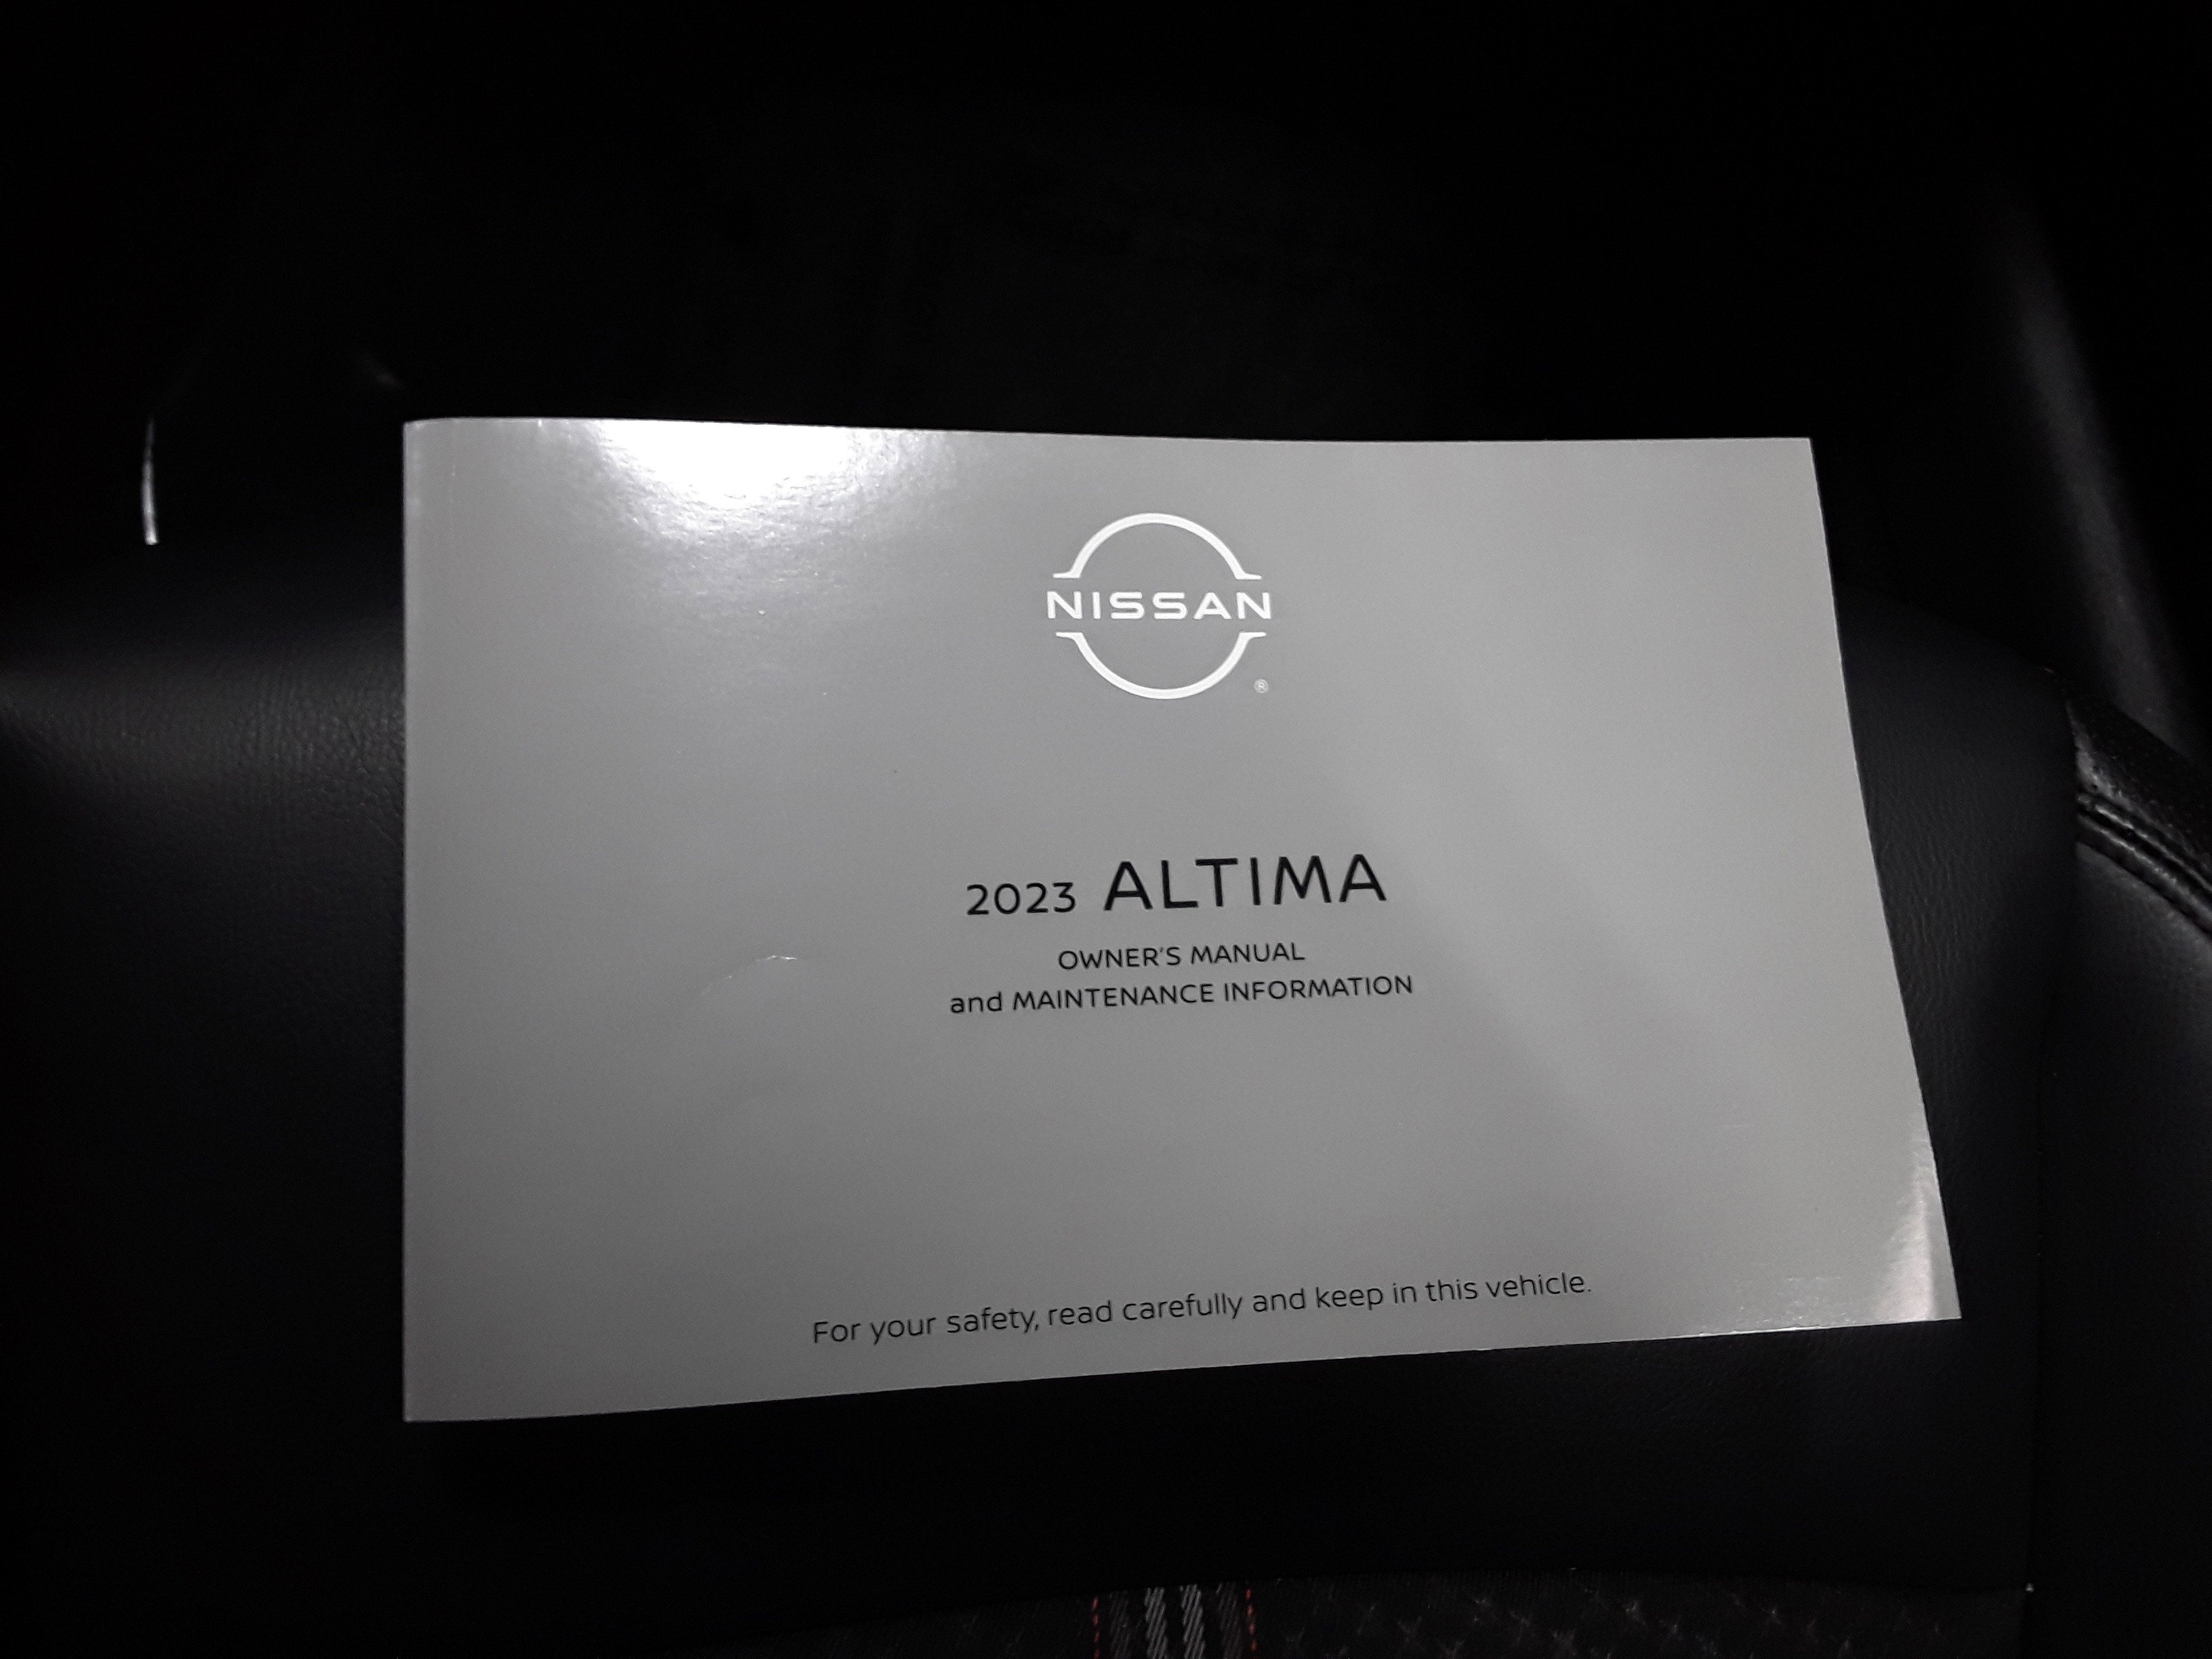 NISSAN
®
2023 ALTIMA
OWNER'S MANUAL
and MAINTENANCE INFORMATION
For your safety, read carefully and keep in this vehicle.